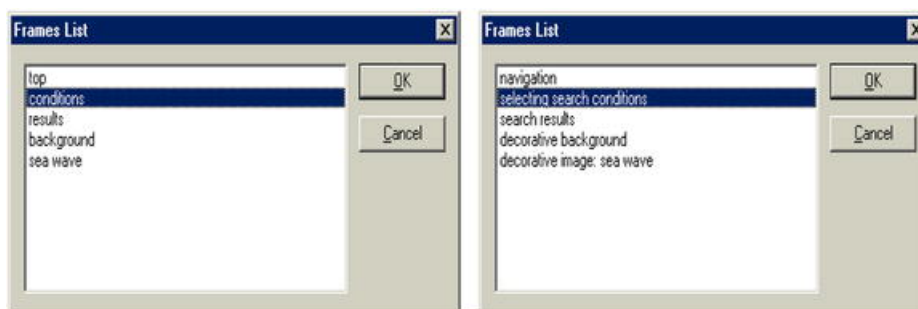 Frames List
top
conditions
results
background
sea wave
OK
Cancel
Frames List
navigation
selecting search conditions
search results
decorative background
decorative image: sea wave
OK
Cancel